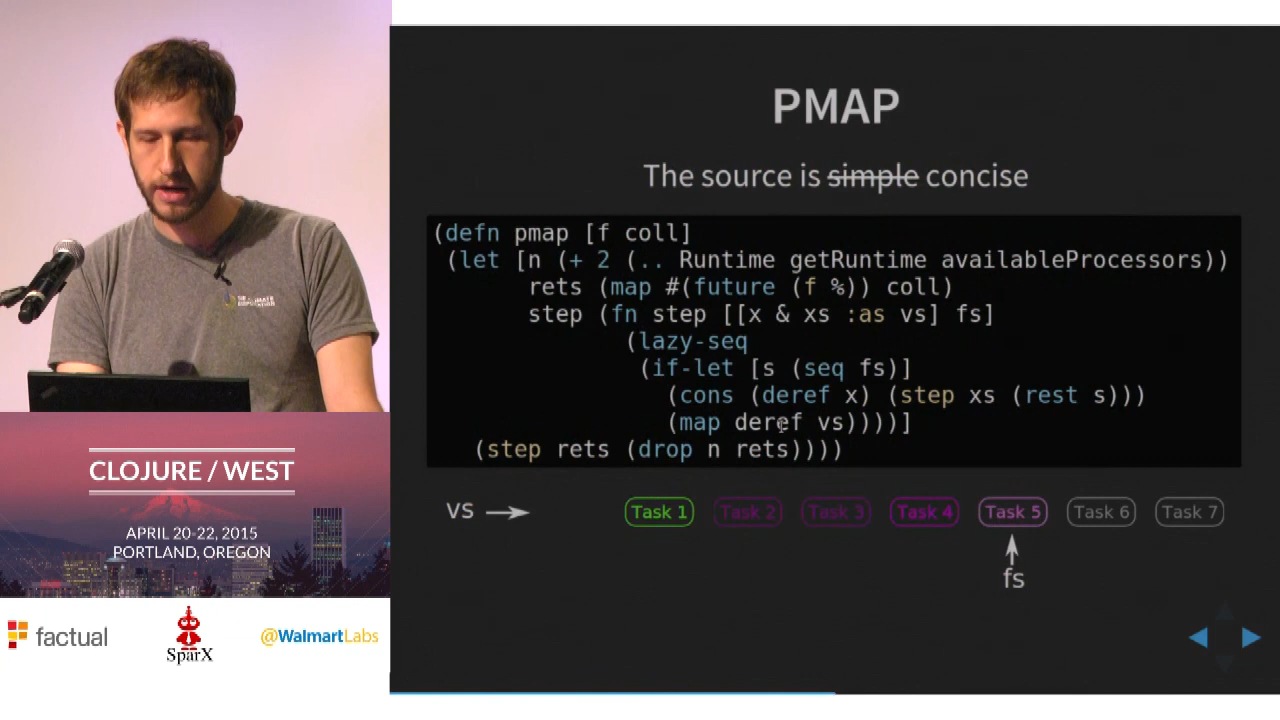 PMAP
The source is simple concise
(defn pmap [f coll]
(let [n (+ 2 (.. Runtime getRuntime availableProcessors))
rets (map #(future (f %)) coll)
step (fn step [[x & xs :as vs] fs]
(lazy-seq
(if-let [s (seq fs)]
(cons (deref x) (step xs (rest s)))
(map deref vs))))]
(step rets (drop n rets))))
vs
Task 1 Task 2 Task 3 Task 4 Task 5 Task 6 Task 7
fs
CLOJURE / WEST
APRIL 20-22, 2015
PORTLAND, OREGON
factual
SparX
@WalmartLabs